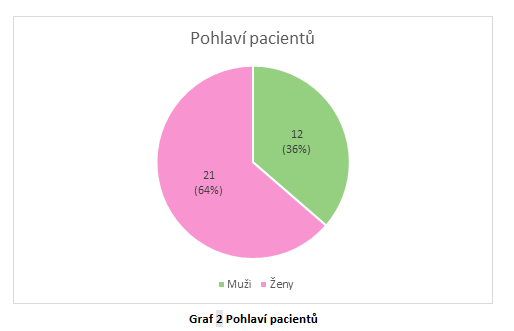 Pohlaví pacientů
12
(36%)
21
(64%)
Muži Ženy
Graf 2 Pohlaví pacientů